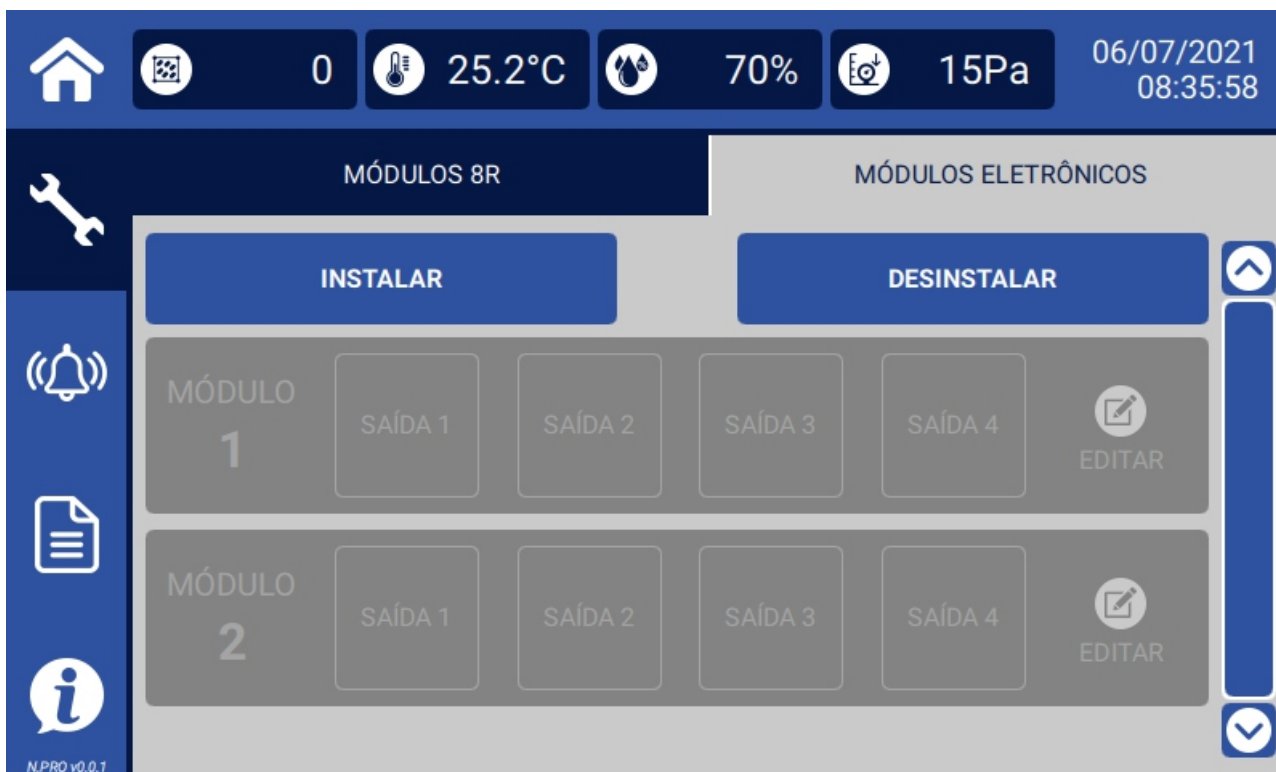 0
25.2°C
70%
15Pa
06/07/2021
08:35:58
MÓDULOS 8R
MÓDULOS ELETRÔNICOS
INSTALAR
DESINSTALAR
MÓDULO
1
SAÍDA 1
SAÍDA 2
SAÍDA 3
SAÍDA 4
EDITAR
MÓDULO
2
SAÍDA 1
SAÍDA 2
SAÍDA 3
SAÍDA 4
EDITAR
N.PRO v0.0.1